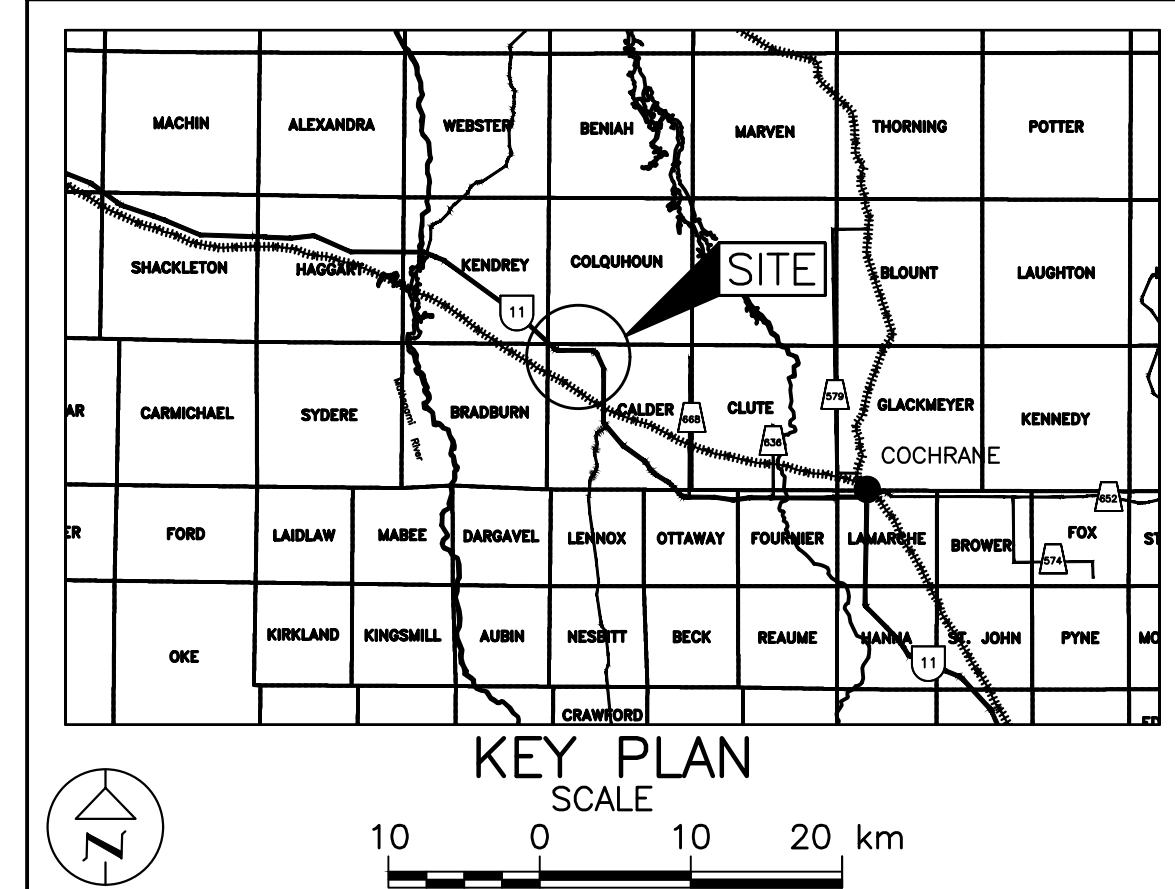 MACHIN ALEXANDRA WEBSTER BENIAH MARVEN THORNING POTTER
SHACKLETON HAGGART KENDREY COLQUHOUN SITE BLOUNT LAUGHTON
11
AR CARMICHAEL SYDERE Mattagami River BRADBURN CALDER 668 CLUTE 636 579 GLACKMEYER KENNEDY
COCHRANE
652
ER FORD LAIDLAW MABEE DARGAVEL LENNOX OTTAWAY FOURNIER LAMARCHE BROWER FOX ST
574
OKE KIRKLAND KINGSMILL AUBIN NESBITT BECK REAUME HANNA ST. JOHN PYNE MO
11
CRAWFORD
KEY PLAN
SCALE
N
10 0 10 20 km